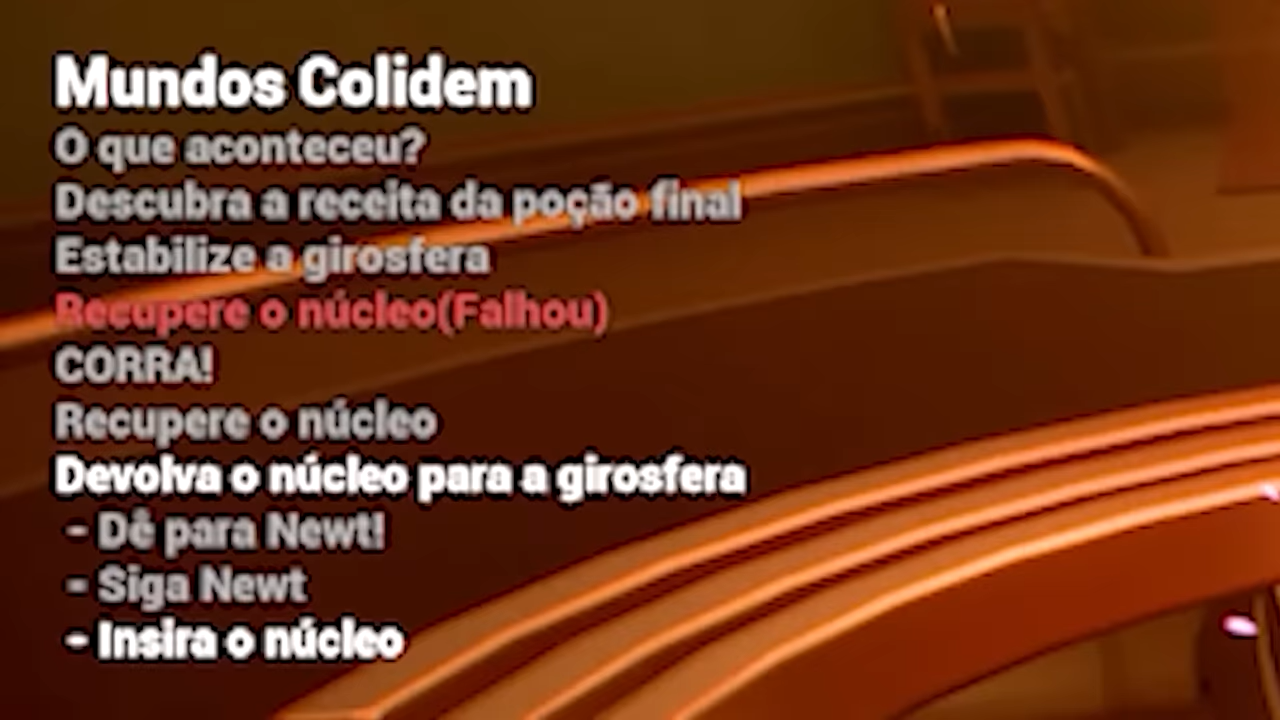 Mundos Colidem
O que aconteceu?
Descubra a receita da poção final
Estabilize a girosfera
Recupere o núcleo(Falhou)
CORRA!
Recupere o núcleo
Devolva o núcleo para a girosfera
- Dê para Newt!
- Siga Newt
- Insira o núcleo